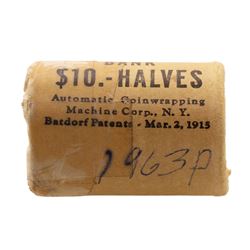 BANK
$10.-HALVES
Automatic Coinwrapping
Machine Corp., N. Y.
Batdorf Patents - Mar. 2, 1915
1963P